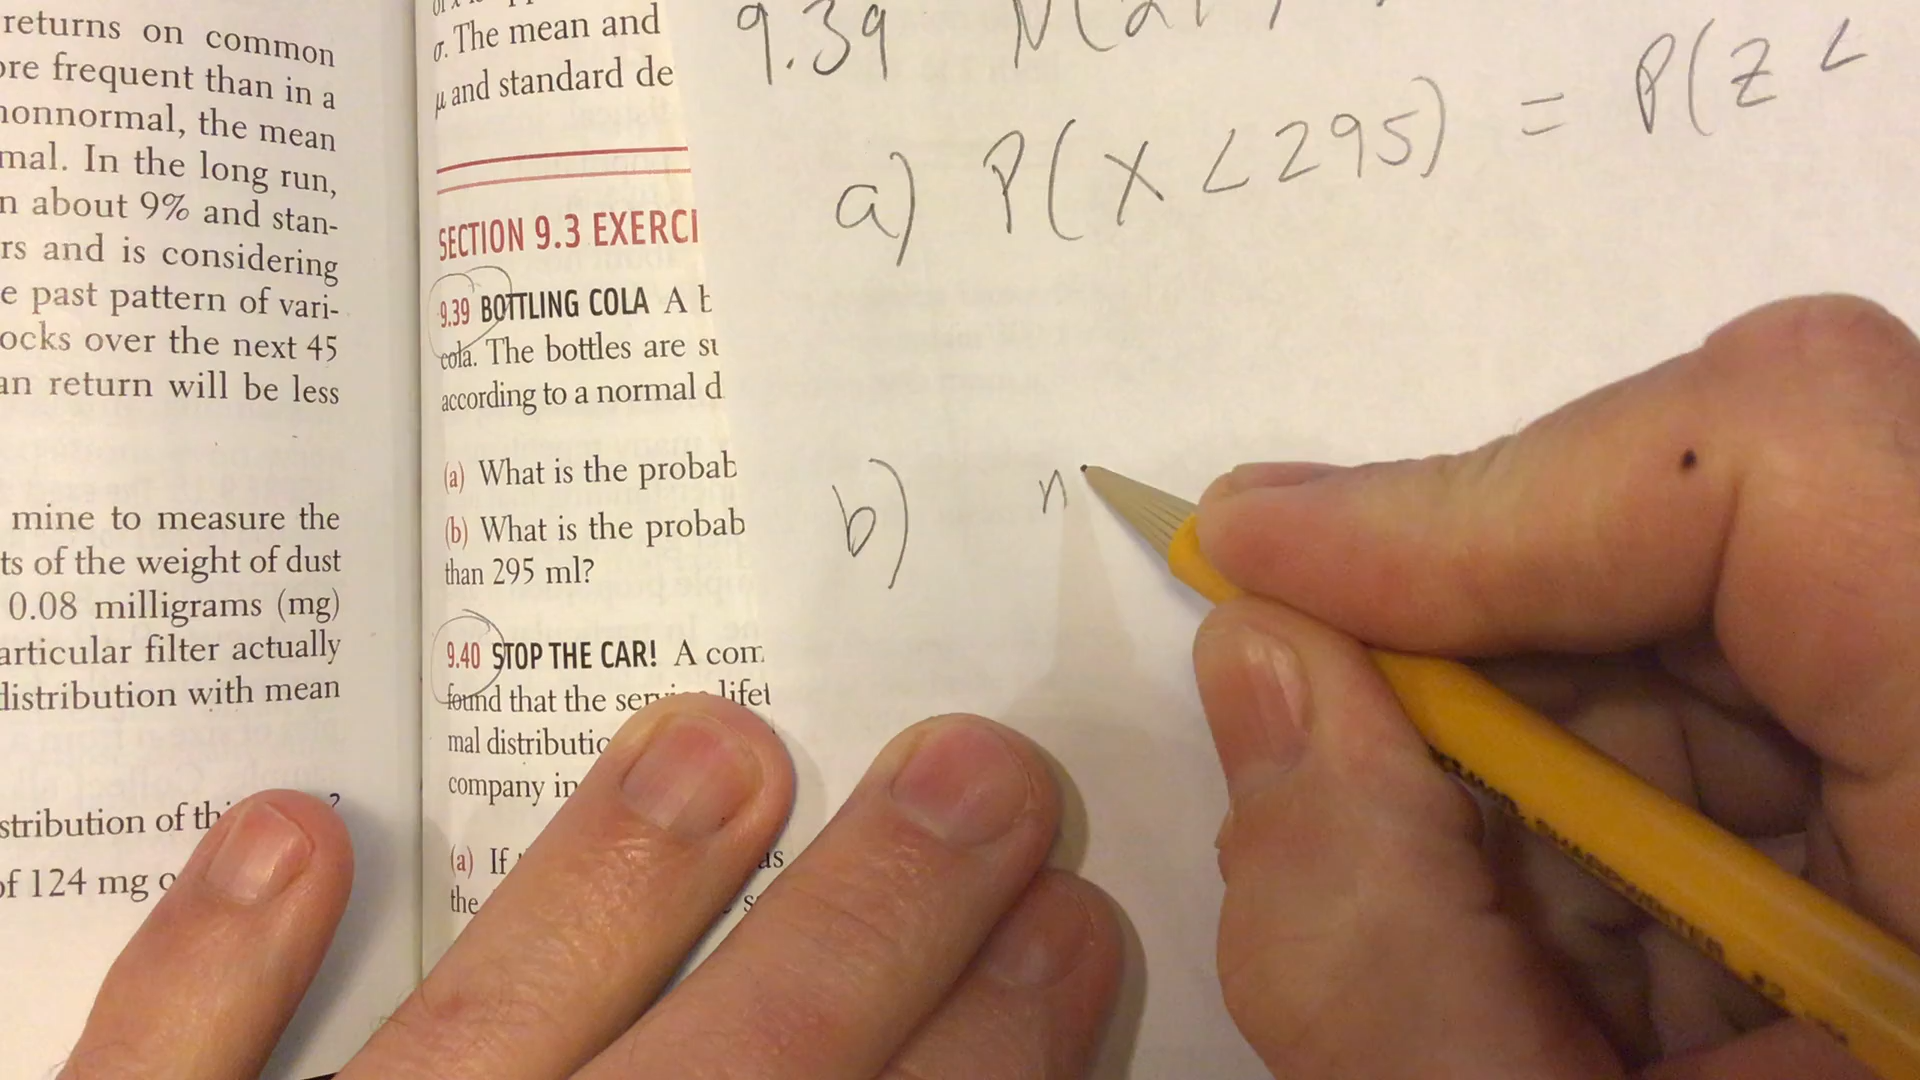 returns on common
ore frequent than in a
nonnormal, the mean
mal. In the long run,
n about 9% and stan-
rs and is considering
e past pattern of vari-
ocks over the next 45
an return will be less
mine to measure the
ts of the weight of dust
0.08 milligrams (mg)
articular filter actually
distribution with mean
stribution of th
of 124 mg o
σ. The mean and
μ and standard de
SECTION 9.3 EXERCI
9.39 BOTTLING COLA A b
cola. The bottles are su
according to a normal d
(a) What is the probab
(b) What is the probab
than 295 ml?
9.40 STOP THE CAR! A com
found that the service lifet
mal distributio
company in
(a) If
as
the
9.39 N(
a) P(X < 295) = P(Z <
b) n